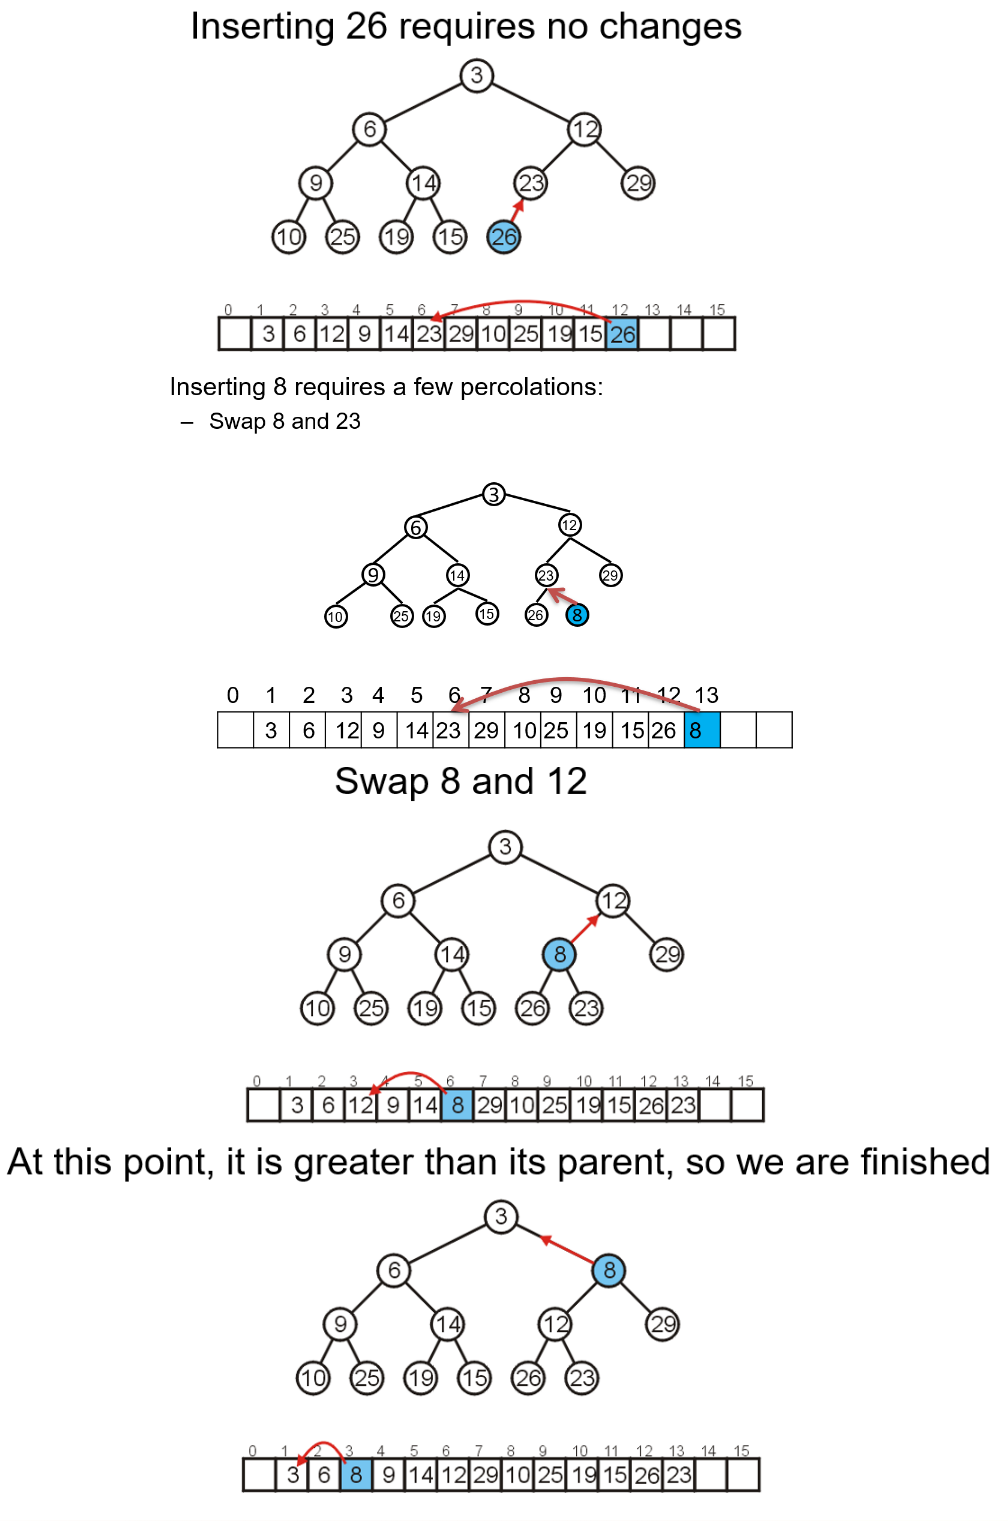 Inserting 26 requires no changes
3
6 12
9 14 23 29
10 25 19 15 26
0 1 2 3 4 5 6 7 8 9 10 11 12 13 14 15
3 6 12 9 14 23 29 10 25 19 15 26
Inserting 8 requires a few percolations:
– Swap 8 and 23
3
6 12
9 14 23 29
10 25 19 15 26 8
0 1 2 3 4 5 6 7 8 9 10 11 12 13
3 6 12 9 14 23 29 10 25 19 15 26 8
Swap 8 and 12
3
6 12
9 14 8 29
10 25 19 15 26 23
0 1 2 3 4 5 6 7 8 9 10 11 12 13 14 15
3 6 12 9 14 8 29 10 25 19 15 26 23
At this point, it is greater than its parent, so we are finished
3
6 8
9 14 12 29
10 25 19 15 26 23
0 1 2 3 4 5 6 7 8 9 10 11 12 13 14 15
3 6 8 9 14 12 29 10 25 19 15 26 23